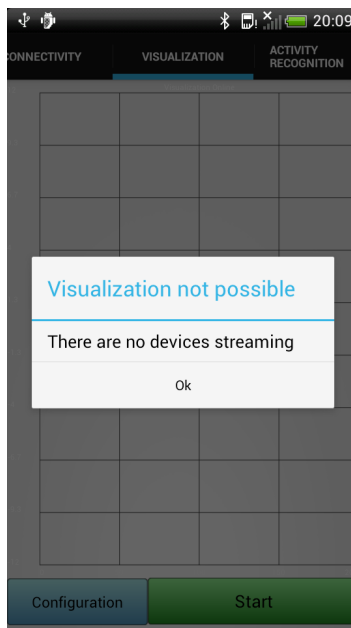 20:09
CONNECTIVITY
VISUALIZATION
ACTIVITY
RECOGNITION
Visualization not possible
There are no devices streaming
Ok
Configuration
Start